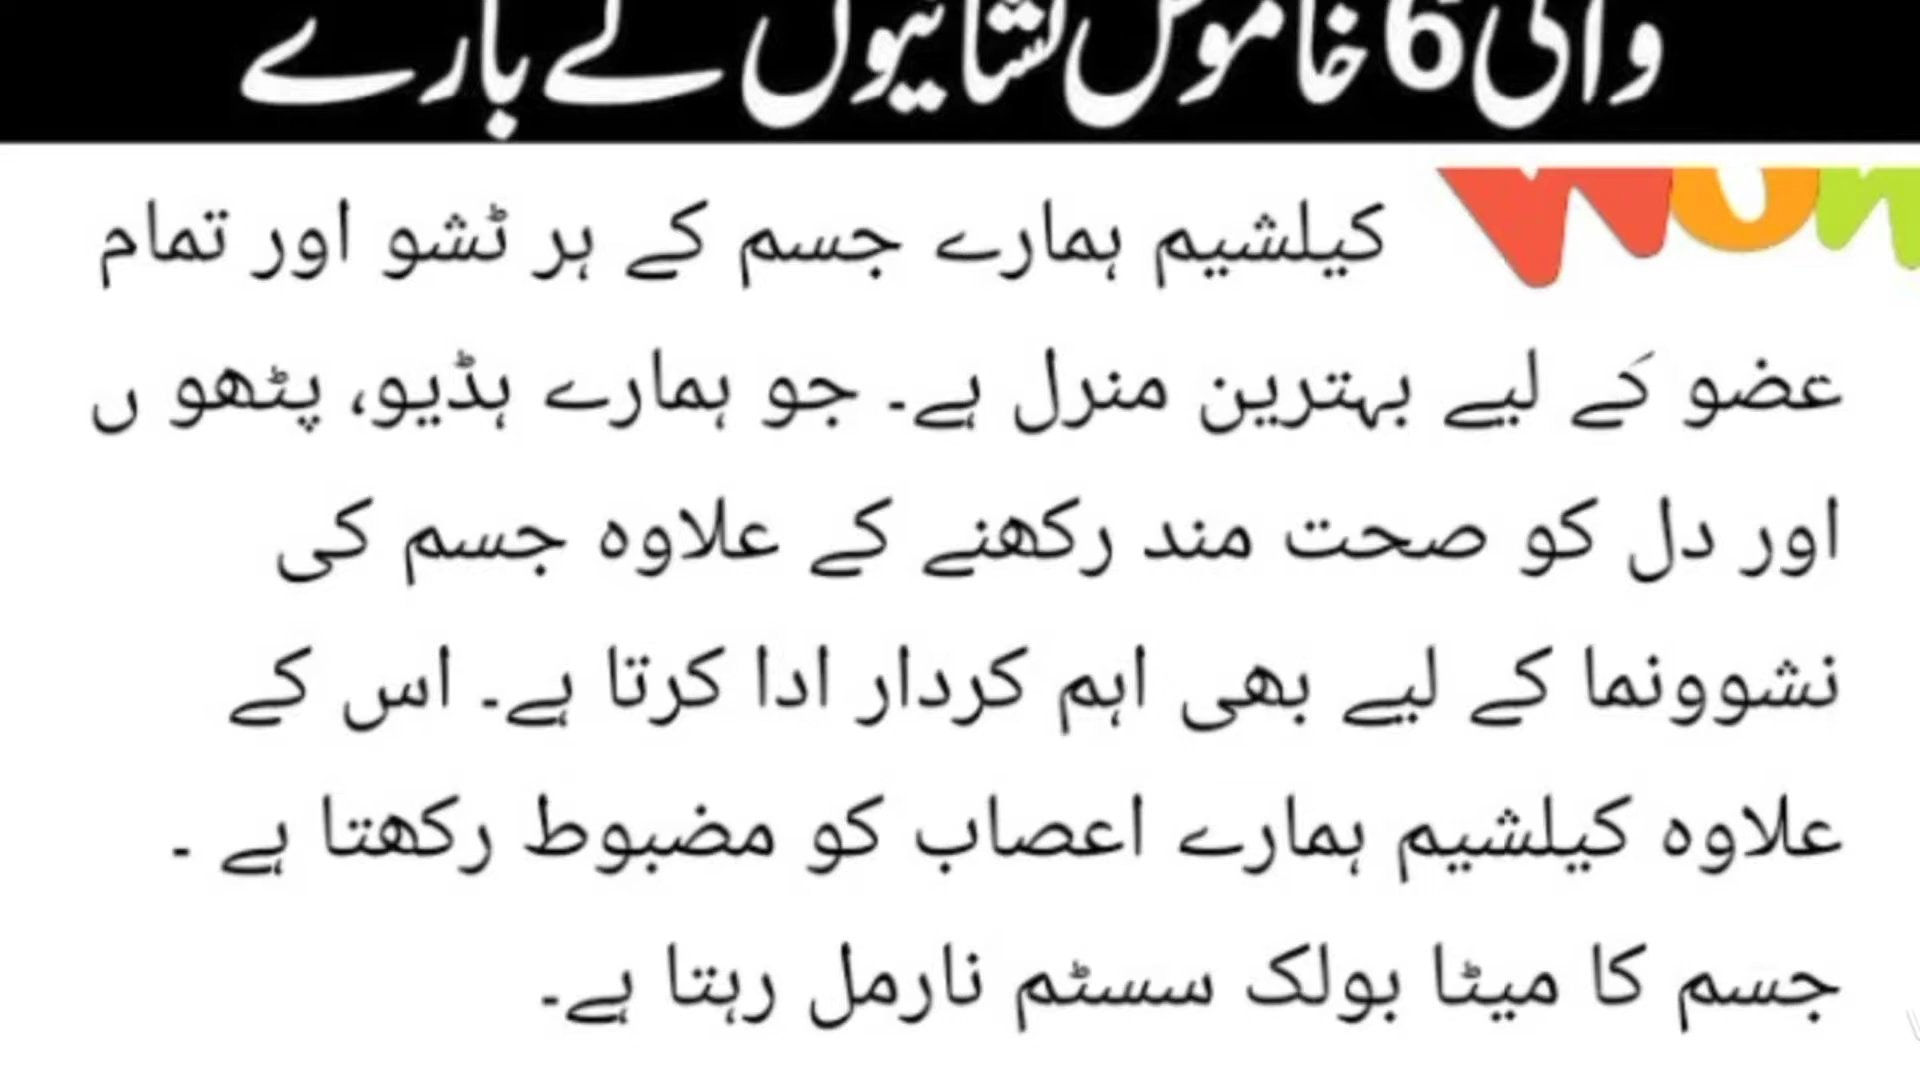 والی 6 خاموش نشانیوں کے بارے
کیلشیم ہمارے جسم کے ہر ٹشو اور تمام
عضو کَے لیے بہترین منرل ہے۔ جو ہمارے ہڈیو، پٹھو ں
اور دل کو صحت مند رکھنے کے علاوہ جسم کی
نشوونما کے لیے بھی اہم کردار ادا کرتا ہے۔ اس کے
علاوہ کیلشیم ہمارے اعصاب کو مضبوط رکھتا ہے ۔
جسم کا میٹا بولک سسٹم نارمل رہتا ہے۔